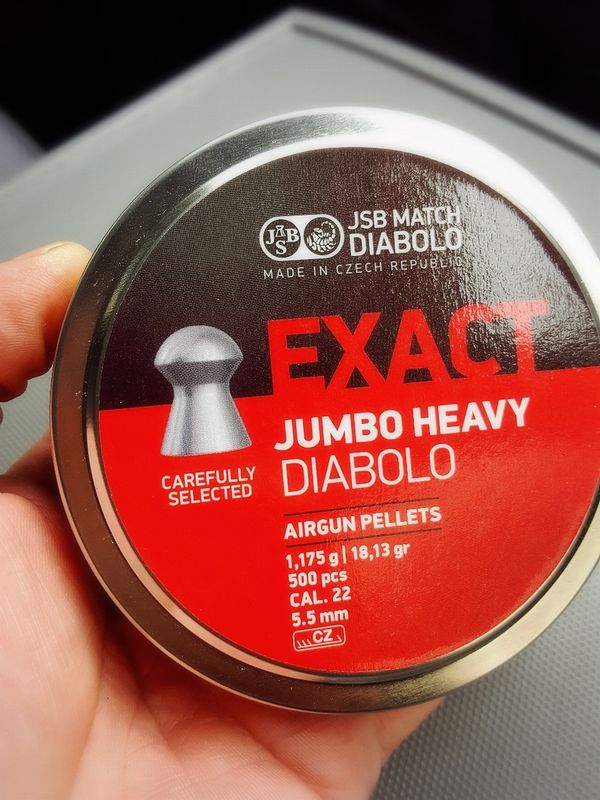 JSB
JSB MATCH
DIABOLO
MADE IN CZECH REPUBLIC
EXACT
JUMBO HEAVY
DIABOLO
CAREFULLY
SELECTED
AIRGUN PELLETS
1,175 g | 18,13 gr
500 pcs
CAL. 22
5.5 mm
CZ